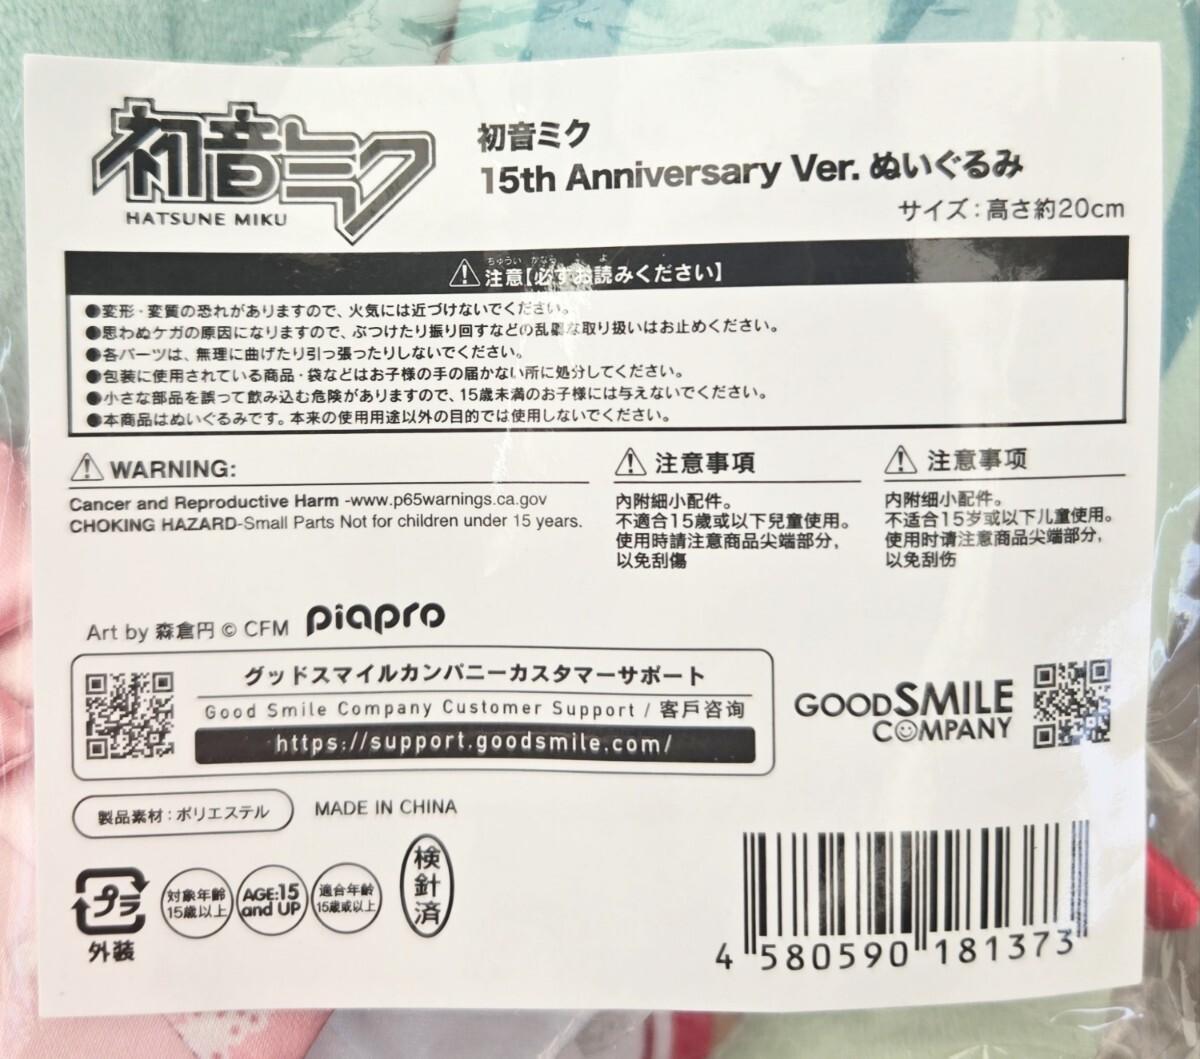 初音ミク
HATSUNE MIKU
初音ミク
15th Anniversary Ver. ぬいぐるみ
サイズ：高さ約20cm
ちゅうい かなら よ
注意【必ずお読みください】
●変形・変質の恐れがありますので、火気には近づけないでください。
●思わぬケガの原因になりますので、ぶつけたり振り回すなどの乱暴な取り扱いはお止めください。
●各パーツは、無理に曲げたり引っ張ったりしないでください。
●包装に使用されている商品・袋などはお子様の手の届かない所に処分してください。
●小さな部品を誤って飲み込む危険がありますので、15歳未満のお子様には与えないでください。
●本商品はぬいぐるみです。本来の使用用途以外の目的では使用しないでください。
WARNING:
Cancer and Reproductive Harm -www.p65warnings.ca.gov
CHOKING HAZARD-Small Parts Not for children under 15 years.
注意事項
內附細小配件。
不適合15歲或以下兒童使用。
使用時請注意商品尖端部分，
以免刮傷
注意事项
内附细小配件。
不适合15岁或以下儿童使用。
使用时请注意商品尖端部分，
以免刮伤
Art by 森倉円 © CFM piapro
グッドスマイルカンパニーカスタマーサポート
Good Smile Company Customer Support / 客戶咨询
https://support.goodsmile.com/
GOODSMILE
COMPANY
製品素材：ポリエステル
MADE IN CHINA
プラ
外装
対象年齢
15歳以上
AGE:15
and UP
適合年齡
15歲或以上
検
針
済
4 580590 181373